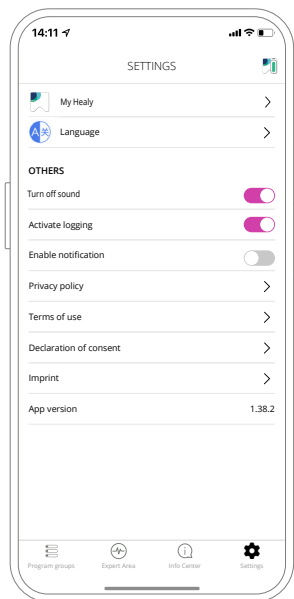 14:11
SETTINGS
My Healy
Language
OTHERS
Turn off sound
Activate logging
Enable notification
Privacy policy
Terms of use
Declaration of consent
Imprint
App version 1.38.2
Program groups Expert Area Info Center Settings